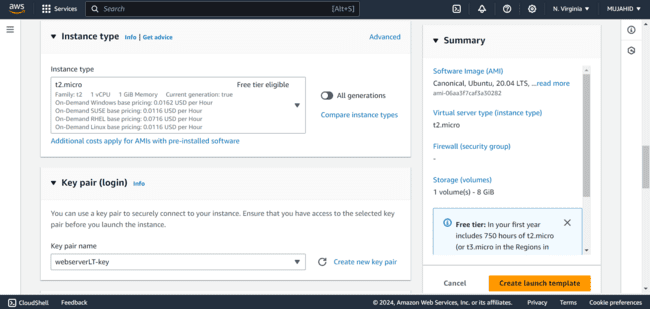 aws
Services
Search
[Alt+S]
N. Virginia
MUJAHID
Instance type
Info | Get advice
Advanced
Instance type
t2.micro
Free tier eligible
Family: t2 1 vCPU 1 GiB Memory Current generation: true
On-Demand Windows base pricing: 0.0162 USD per Hour
On-Demand SUSE base pricing: 0.0116 USD per Hour
On-Demand RHEL base pricing: 0.0716 USD per Hour
On-Demand Linux base pricing: 0.0116 USD per Hour
All generations
Compare instance types
Additional costs apply for AMIs with pre-installed software
Key pair (login)
Info
You can use a key pair to securely connect to your instance. Ensure that you have access to the selected key
pair before you launch the instance.
Key pair name
webserverLT-key
Create new key pair
Summary
Software Image (AMI)
Canonical, Ubuntu, 20.04 LTS, ...read more
ami-06aa3f7caf3a30282
Virtual server type (instance type)
t2.micro
Firewall (security group)
-
Storage (volumes)
1 volume(s) - 8 GiB
Free tier: In your first year
includes 750 hours of t2.micro
(or t3.micro in the Regions in
Cancel
Create launch template
CloudShell
Feedback
© 2024, Amazon Web Services, Inc. or its affiliates.
Privacy
Terms
Cookie preferences